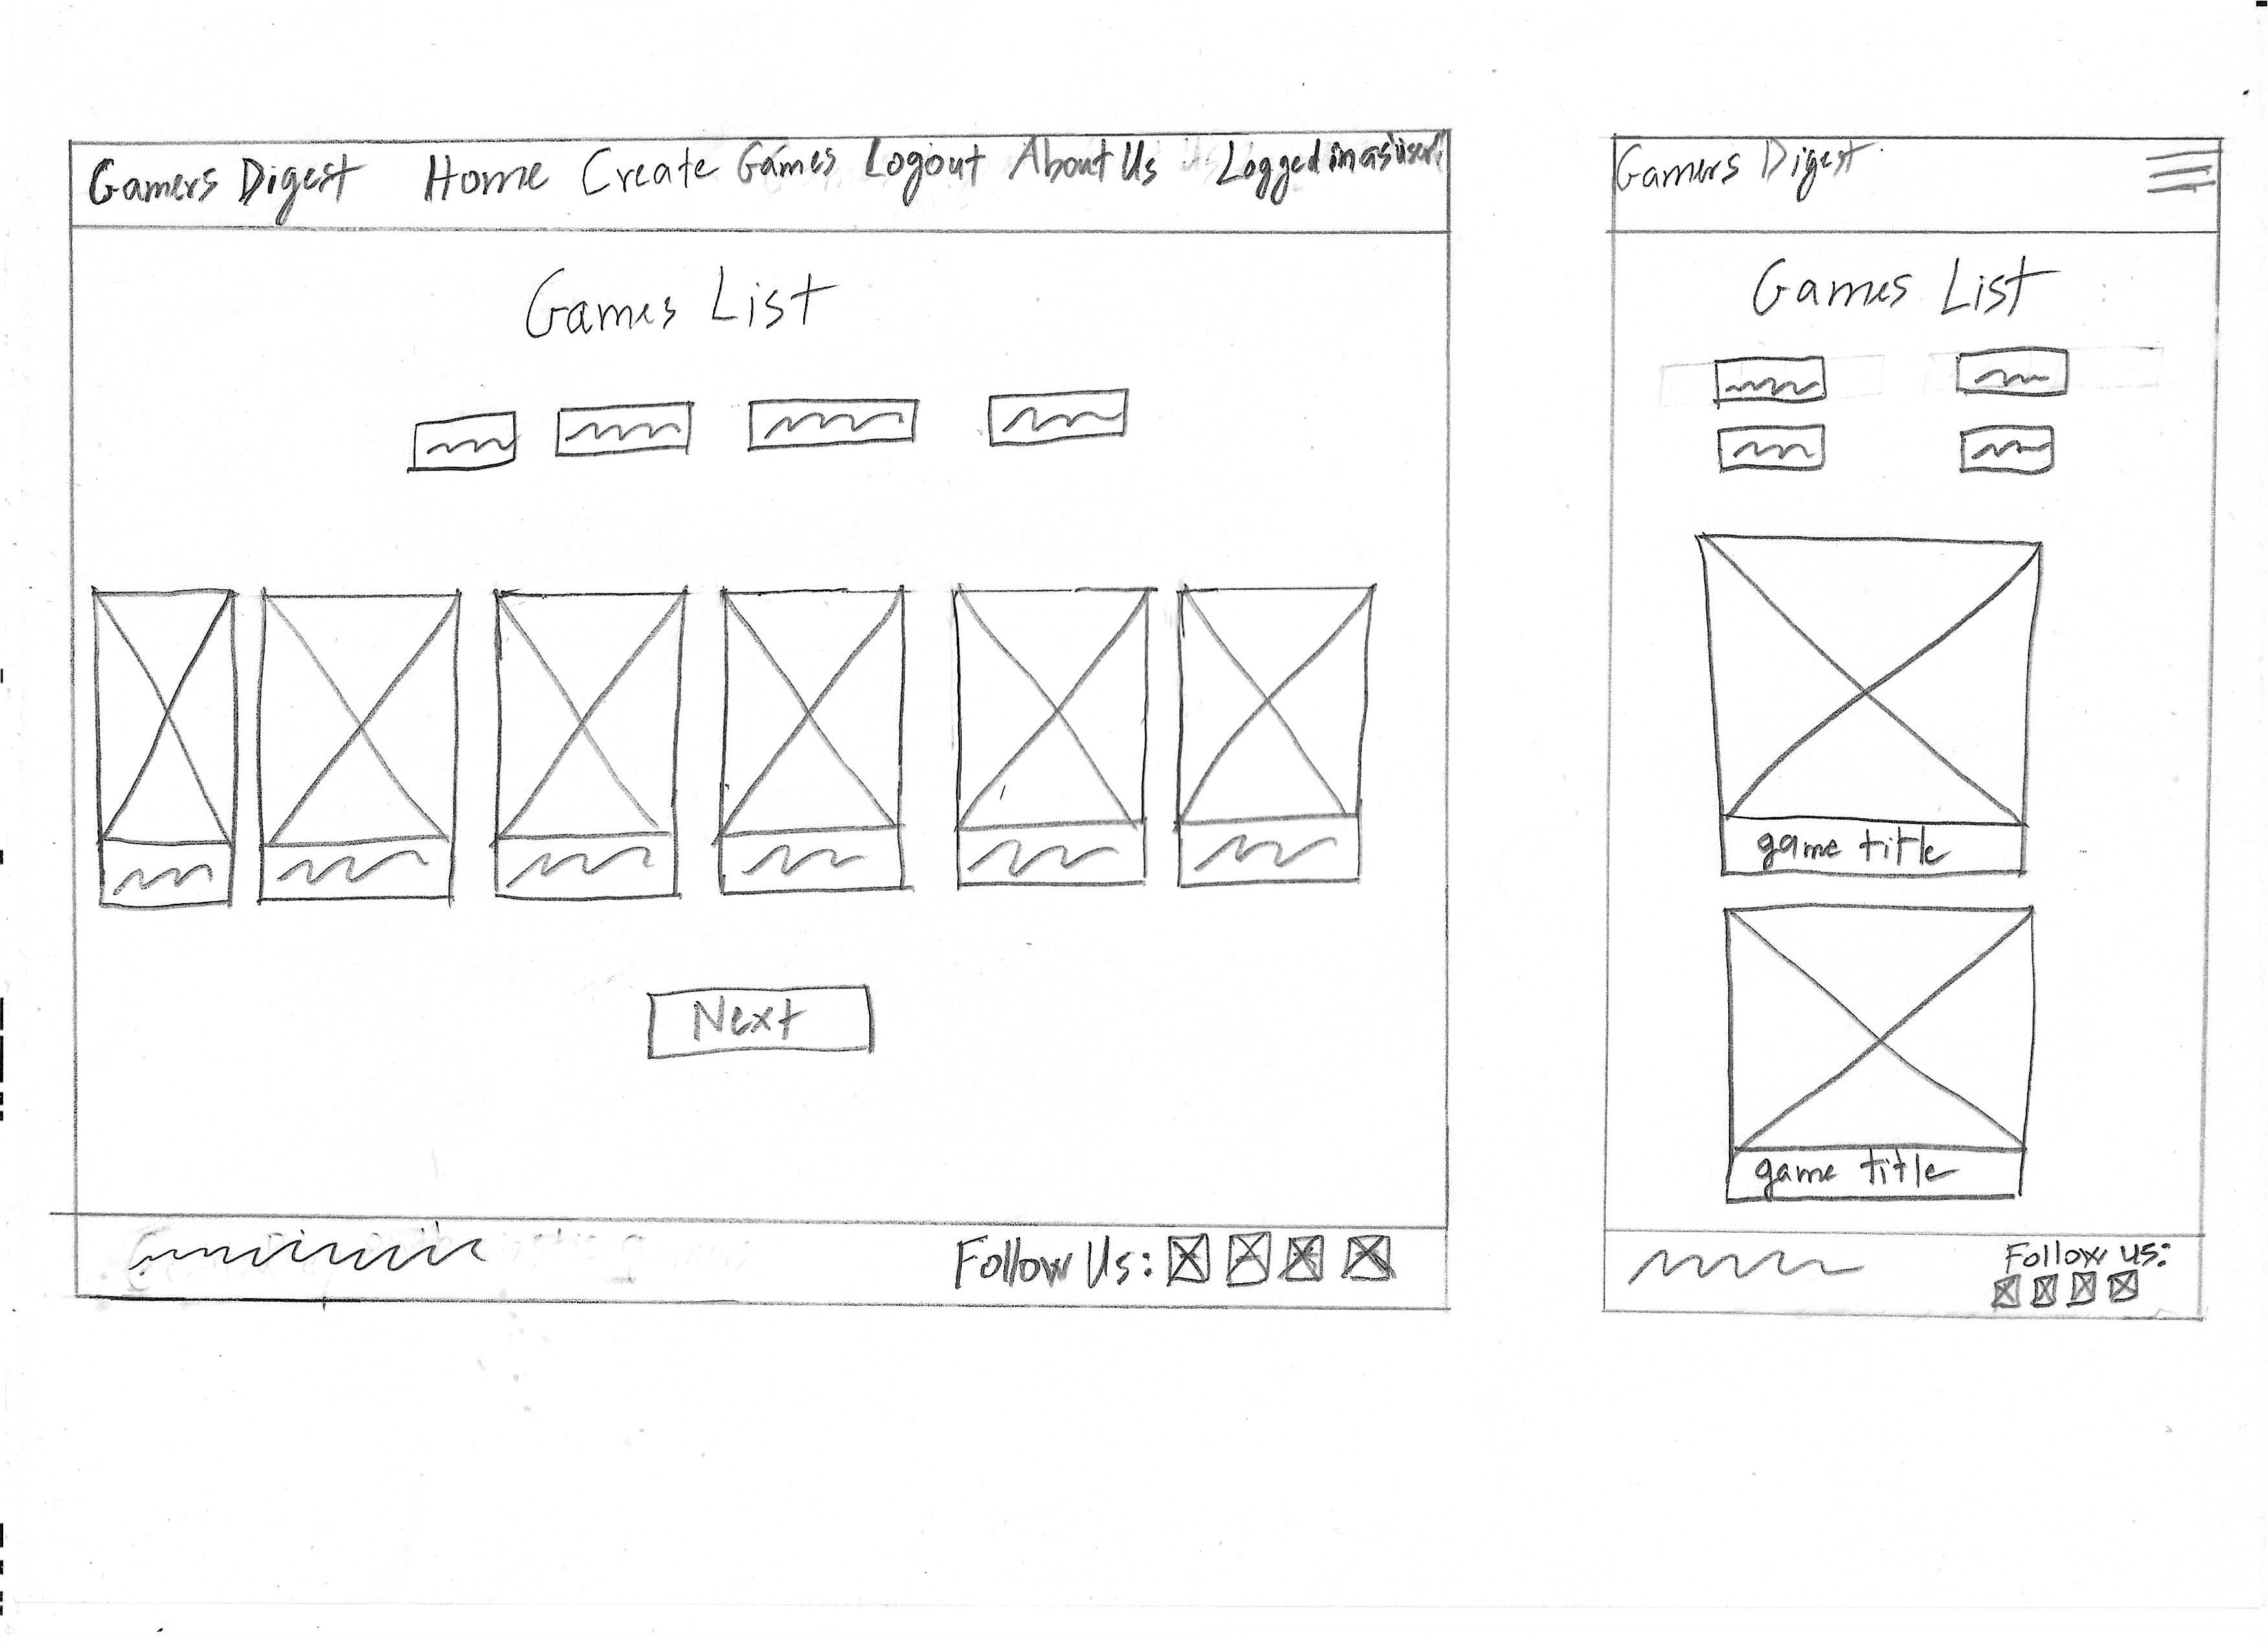 Gamers Digest Home Create Games Logout About Us Logged in as "user"
Games List
Next
Follow Us:
Gamers Digest
Games List
game title
game title
Follow us: